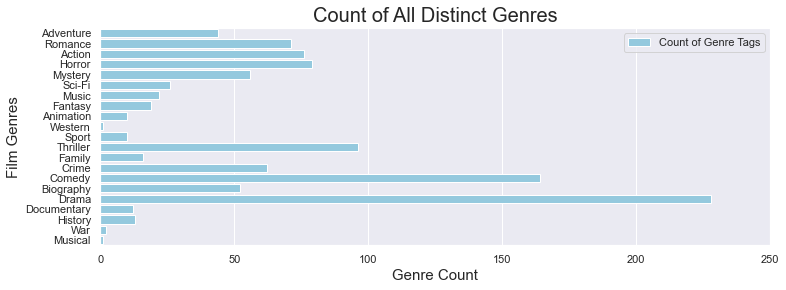 Count of All Distinct Genres
Count of Genre Tags
Film Genres
Adventure
Romance
Action
Horror
Mystery
Sci-Fi
Music
Fantasy
Animation
Western
Sport
Thriller
Family
Crime
Comedy
Biography
Drama
Documentary
History
War
Musical
0 50 100 150 200 250
Genre Count